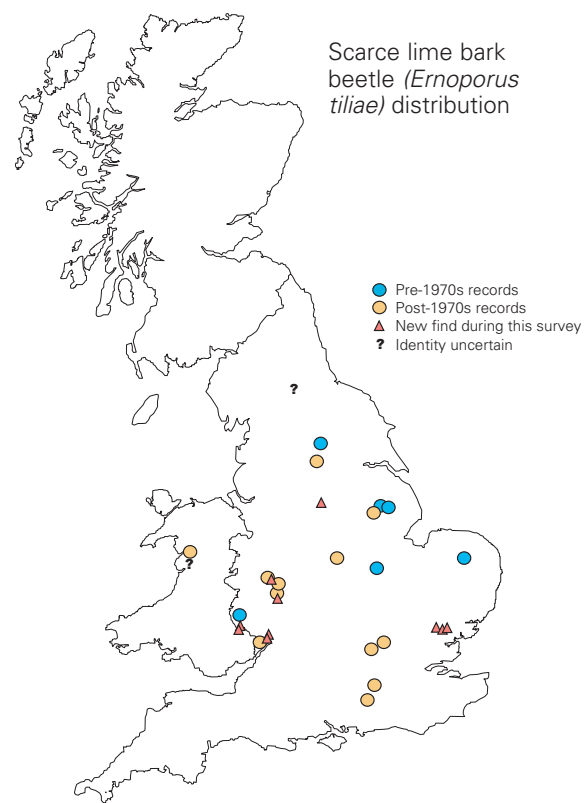 Scarce lime bark
beetle (Ernoporus
tiliae) distribution
Pre-1970s records
Post-1970s records
New find during this survey
? Identity uncertain
?
?